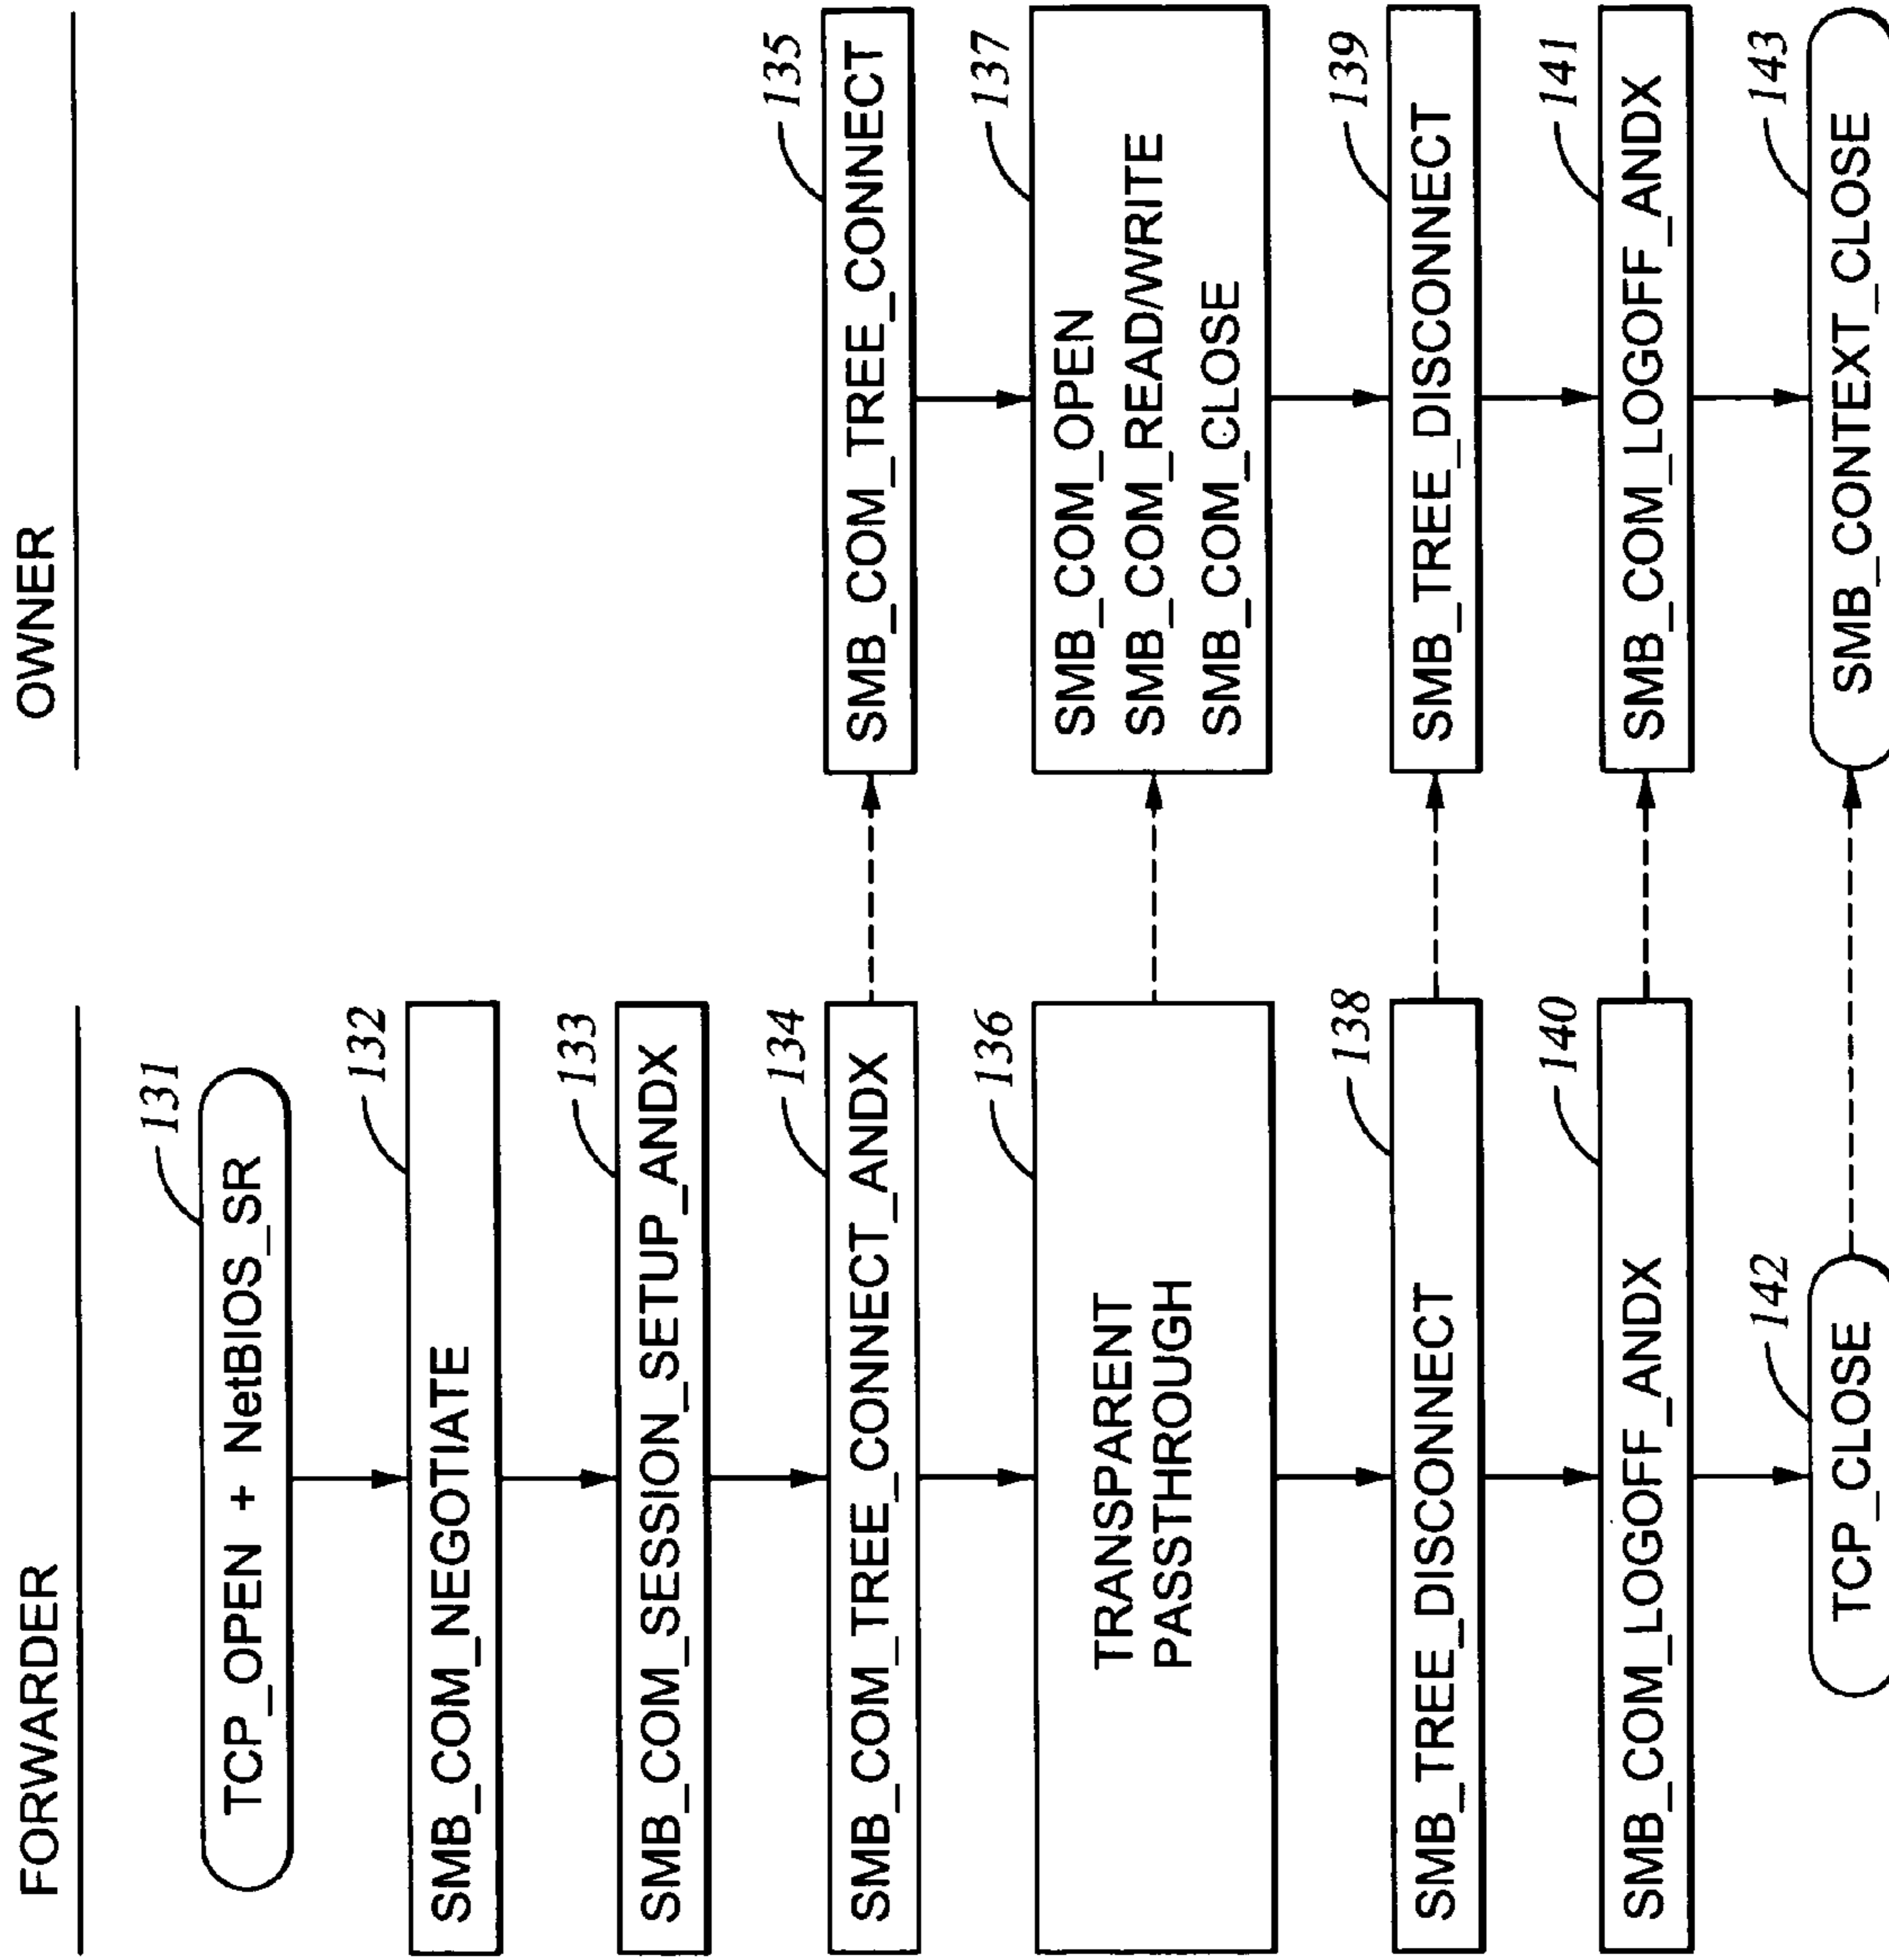 FORWARDER
OWNER
131
TCP_OPEN + NetBIOS_SR
132
SMB_COM_NEGOTIATE
133
SMB_COM_SESSION_SETUP_ANDX
134
SMB_COM_TREE_CONNECT_ANDX
135
SMB_COM_TREE_CONNECT
136
TRANSPARENT
PASSTHROUGH
137
SMB_COM_OPEN
SMB_COM_READ/WRITE
SMB_COM_CLOSE
138
SMB_TREE_DISCONNECT
139
SMB_TREE_DISCONNECT
140
SMB_COM_LOGOFF_ANDX
141
SMB_COM_LOGOFF_ANDX
142
TCP_CLOSE
143
SMB_CONTEXT_CLOSE